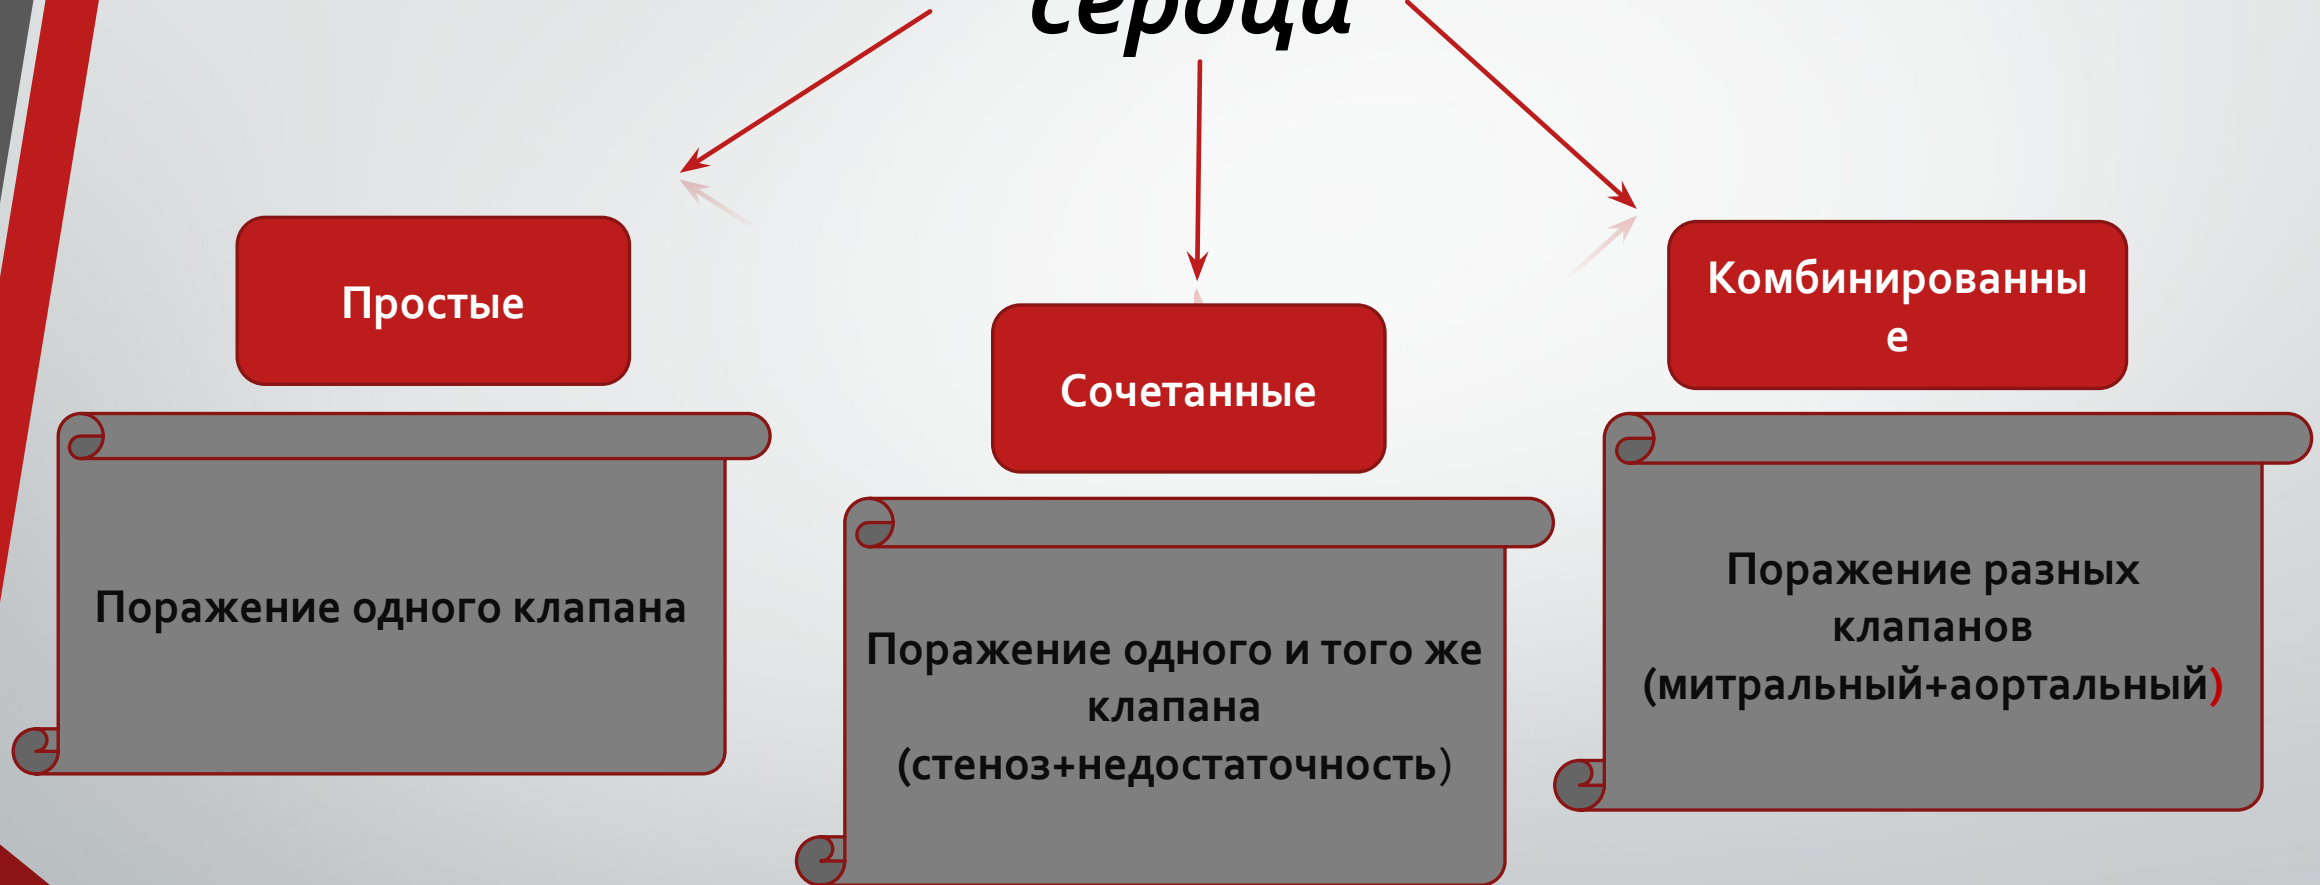 сердца
Простые
Сочетанные
Комбинированны
е
Поражение одного клапана
Поражение одного и того же
клапана
(стеноз+недостаточность)
Поражение разных
клапанов
(митральный+аортальный)